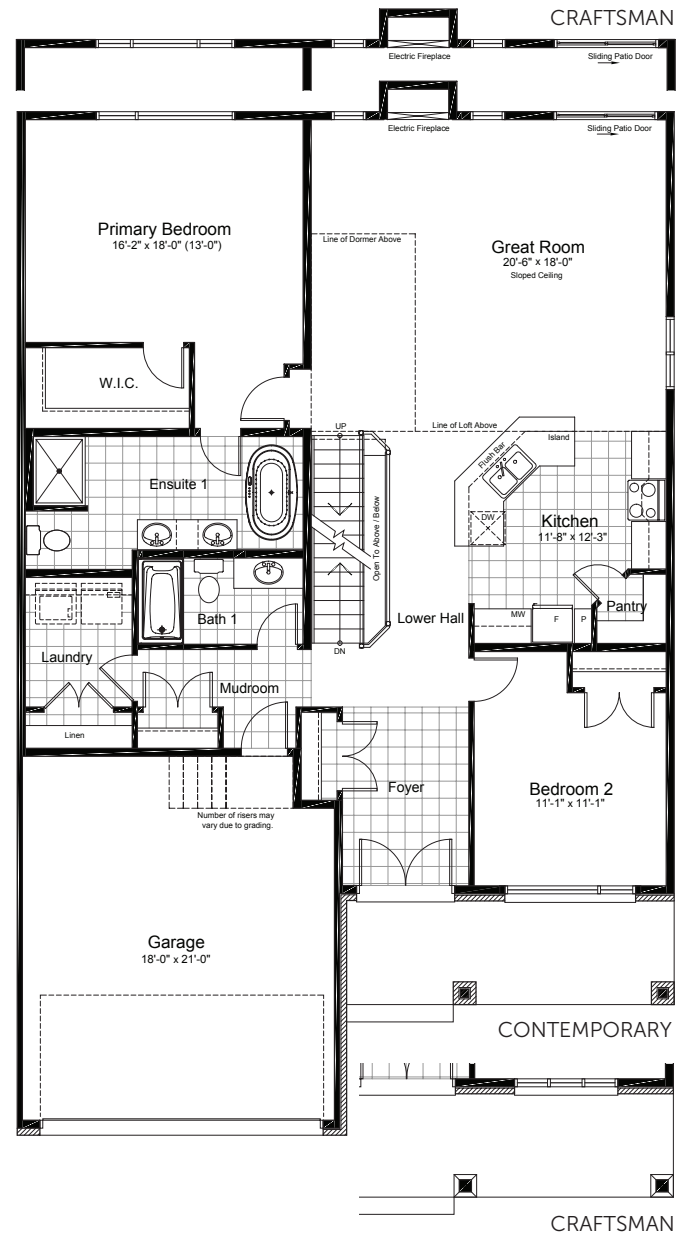 CRAFTSMAN
Electric Fireplace
Sliding Patio Door
Electric Fireplace
Sliding Patio Door
Primary Bedroom
16'-2" x 18'-0" (13'-0")
Line of Dormer Above
Great Room
20'-6" x 18'-0"
Sloped Ceiling
W.I.C.
UP
Line of Loft Above
Island
Flush Bar
Ensuite 1
DW
Kitchen
11'-8" x 12'-3"
Open To Above / Below
Bath 1
Lower Hall
MW
F
P
Pantry
Laundry
DN
Mudroom
Linen
Foyer
Bedroom 2
11'-1" x 11'-1"
Number of risers may
vary due to grading.
Garage
18'-0" x 21'-0"
CONTEMPORARY
CRAFTSMAN